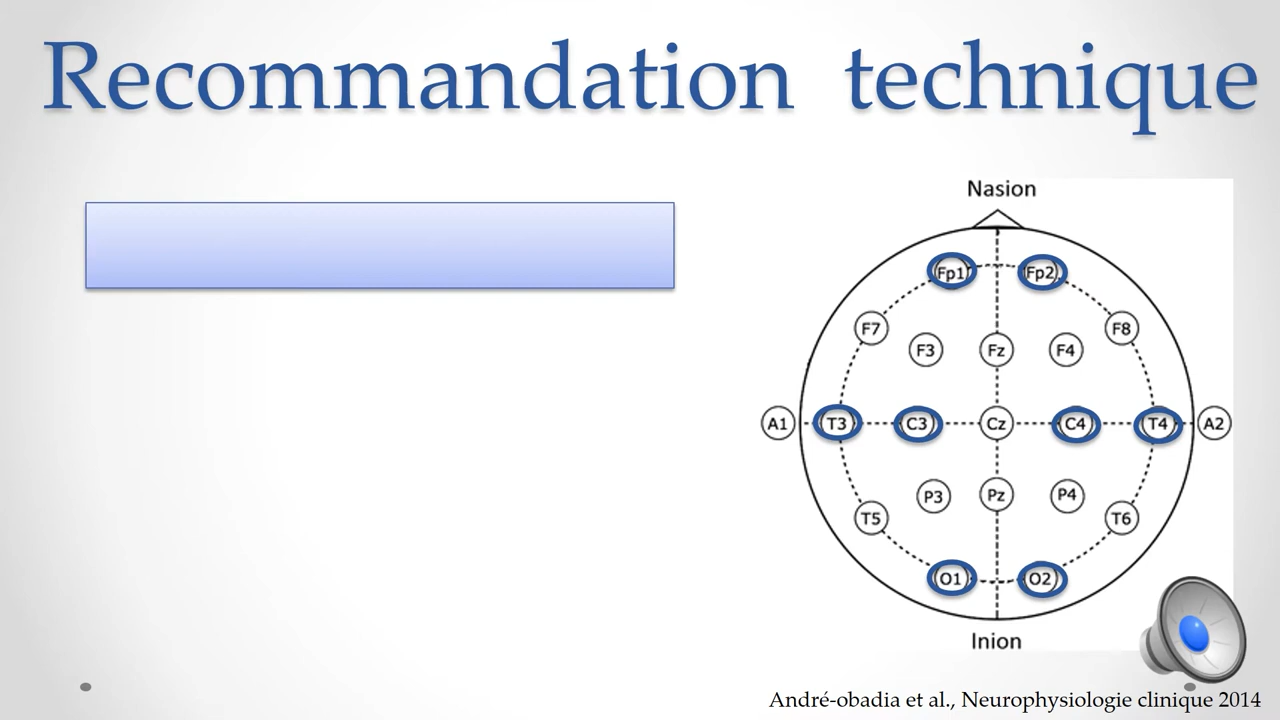 Recommandation technique
Nasion
Fp1 Fp2
F7 F8
F3 Fz F4
A1 T3 C3 Cz C4 T4 A2
P3 Pz P4
T5 T6
O1 O2
Inion
André-obadia et al., Neurophysiologie clinique 2014